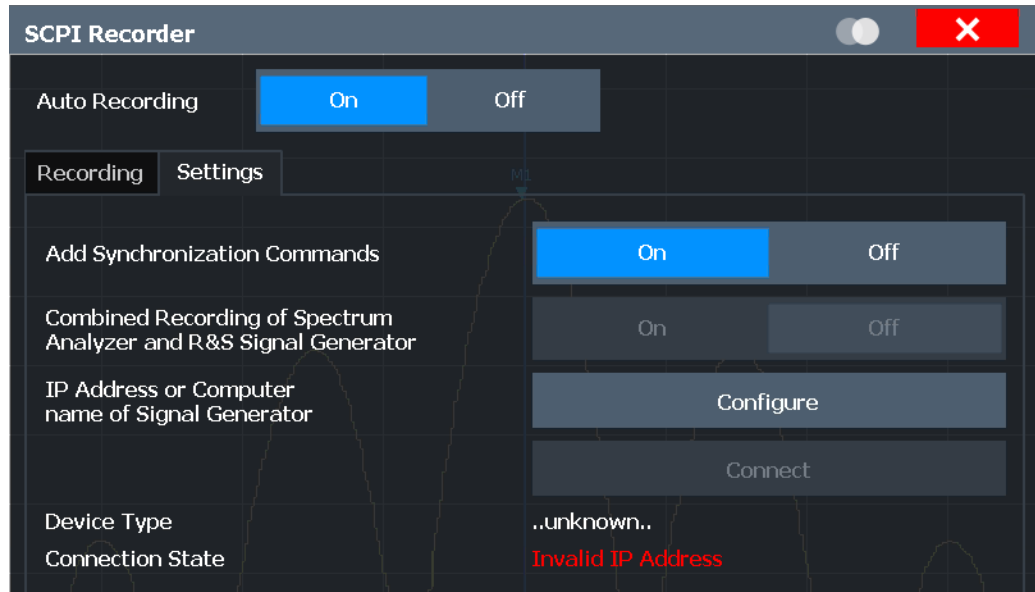 SCPI Recorder
Auto Recording On Off
Recording Settings
M1
Add Synchronization Commands On Off
Combined Recording of Spectrum
Analyzer and R&S Signal Generator On Off
IP Address or Computer
name of Signal Generator Configure
Connect
Device Type ..unknown..
Connection State Invalid IP Address